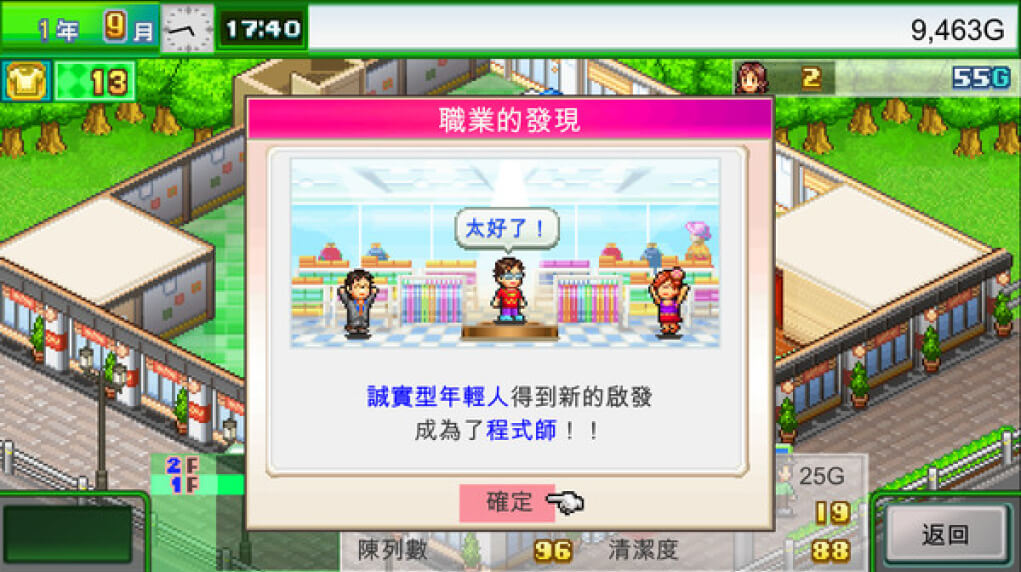 1年 9月
17:40
9,463G
13
2
55G
職業的發現
太好了！
誠實型年輕人得到新的啟發
成為了程式師！！
確定
2F
1F
25G
19
陳列數 96 清潔度 88
返回